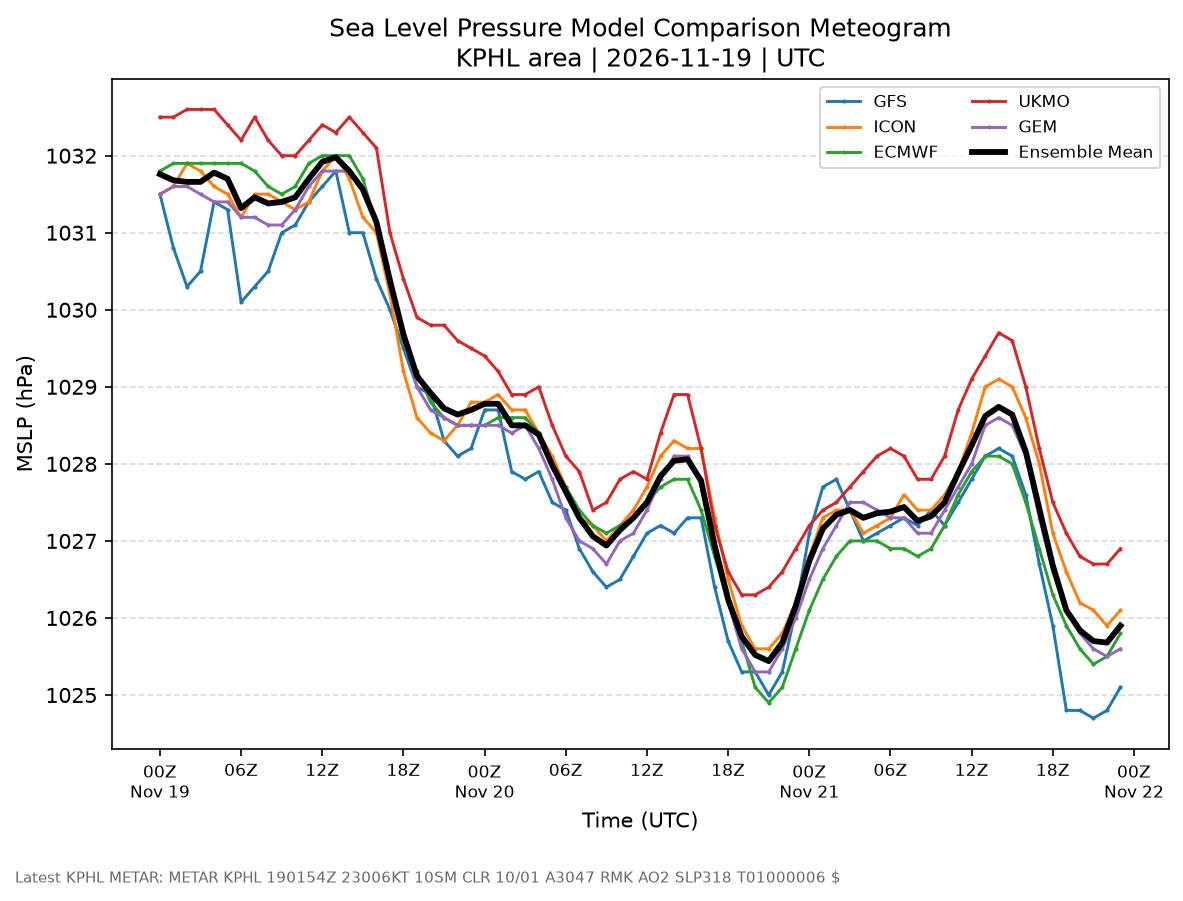 Sea Level Pressure Model Comparison Meteogram
KPHL area | 2026-11-19 | UTC
GFS
ICON
ECMWF
UKMO
GEM
Ensemble Mean
MSLP (hPa)
1032
1031
1030
1029
1028
1027
1026
1025
00Z 06Z 12Z 18Z 00Z 06Z 12Z 18Z 00Z 06Z 12Z 18Z 00Z
Nov 19 Nov 20 Nov 21 Nov 22
Time (UTC)
Latest KPHL METAR: METAR KPHL 190154Z 23006KT 10SM CLR 10/01 A3047 RMK AO2 SLP318 T01000006 $